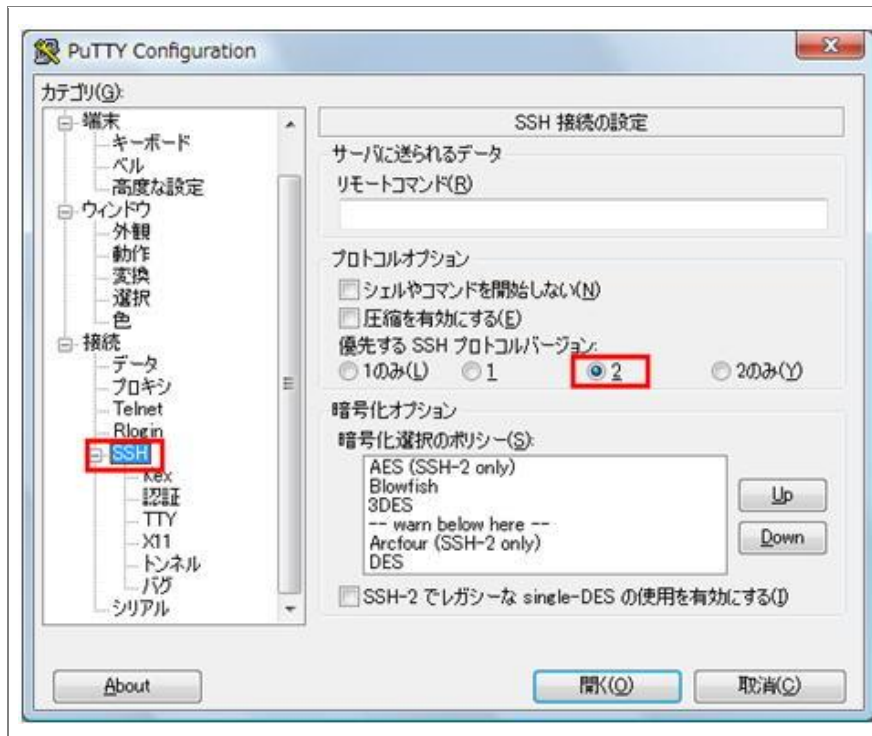 PuTTY Configuration
カテゴリ(G):
端末
キーボード
ベル
高度な設定
ウィンドウ
外観
動作
変換
選択
色
接続
データ
プロキシ
Telnet
Rlogin
SSH
Kex
認証
TTY
X11
トンネル
バグ
シリアル
SSH 接続の設定
サーバに送られるデータ
リモートコマンド(R)
プロトコルオプション
シェルやコマンドを開始しない(N)
圧縮を有効にする(E)
優先する SSH プロトコルバージョン:
1のみ(L) 1 2 2のみ(Y)
暗号化オプション
暗号化選択のポリシー(S):
AES (SSH-2 only)
Blowfish
3DES
-- warn below here --
Arcfour (SSH-2 only)
DES
Up
Down
SSH-2 でレガシーな single-DES の使用を有効にする(I)
About
開く(O)
取消(C)